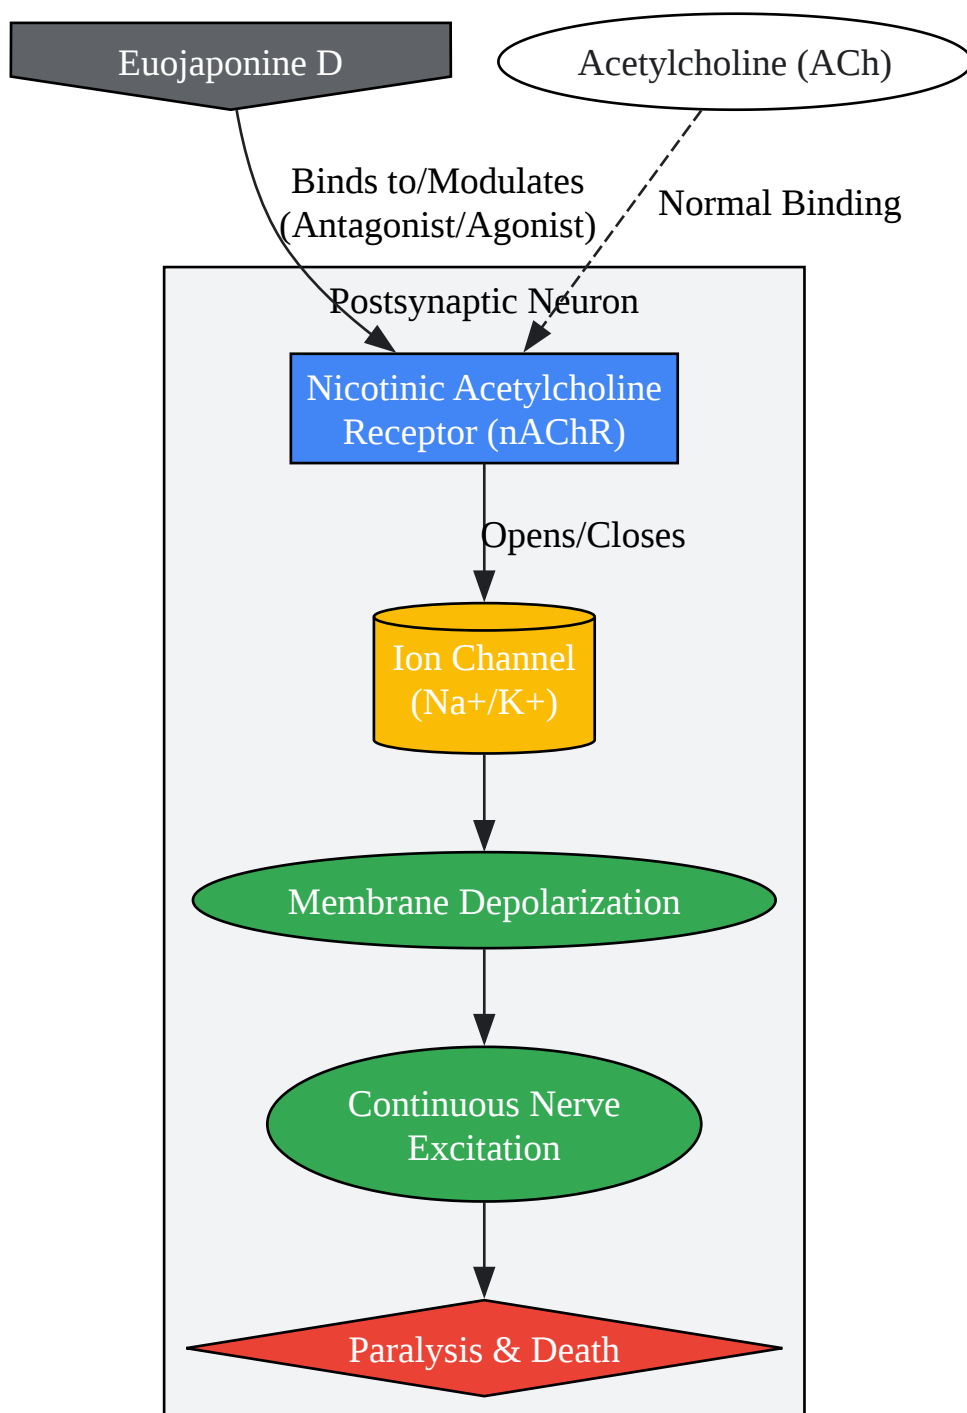 Euojaponine D
Acetylcholine (ACh)
Binds to/Modulates
(Antagonist/Agonist)
Normal Binding
Postsynaptic Neuron
Nicotinic Acetylcholine
Receptor (nAChR)
Opens/Closes
Ion Channel
(Na+/K+)
Membrane Depolarization
Continuous Nerve
Excitation
Paralysis & Death